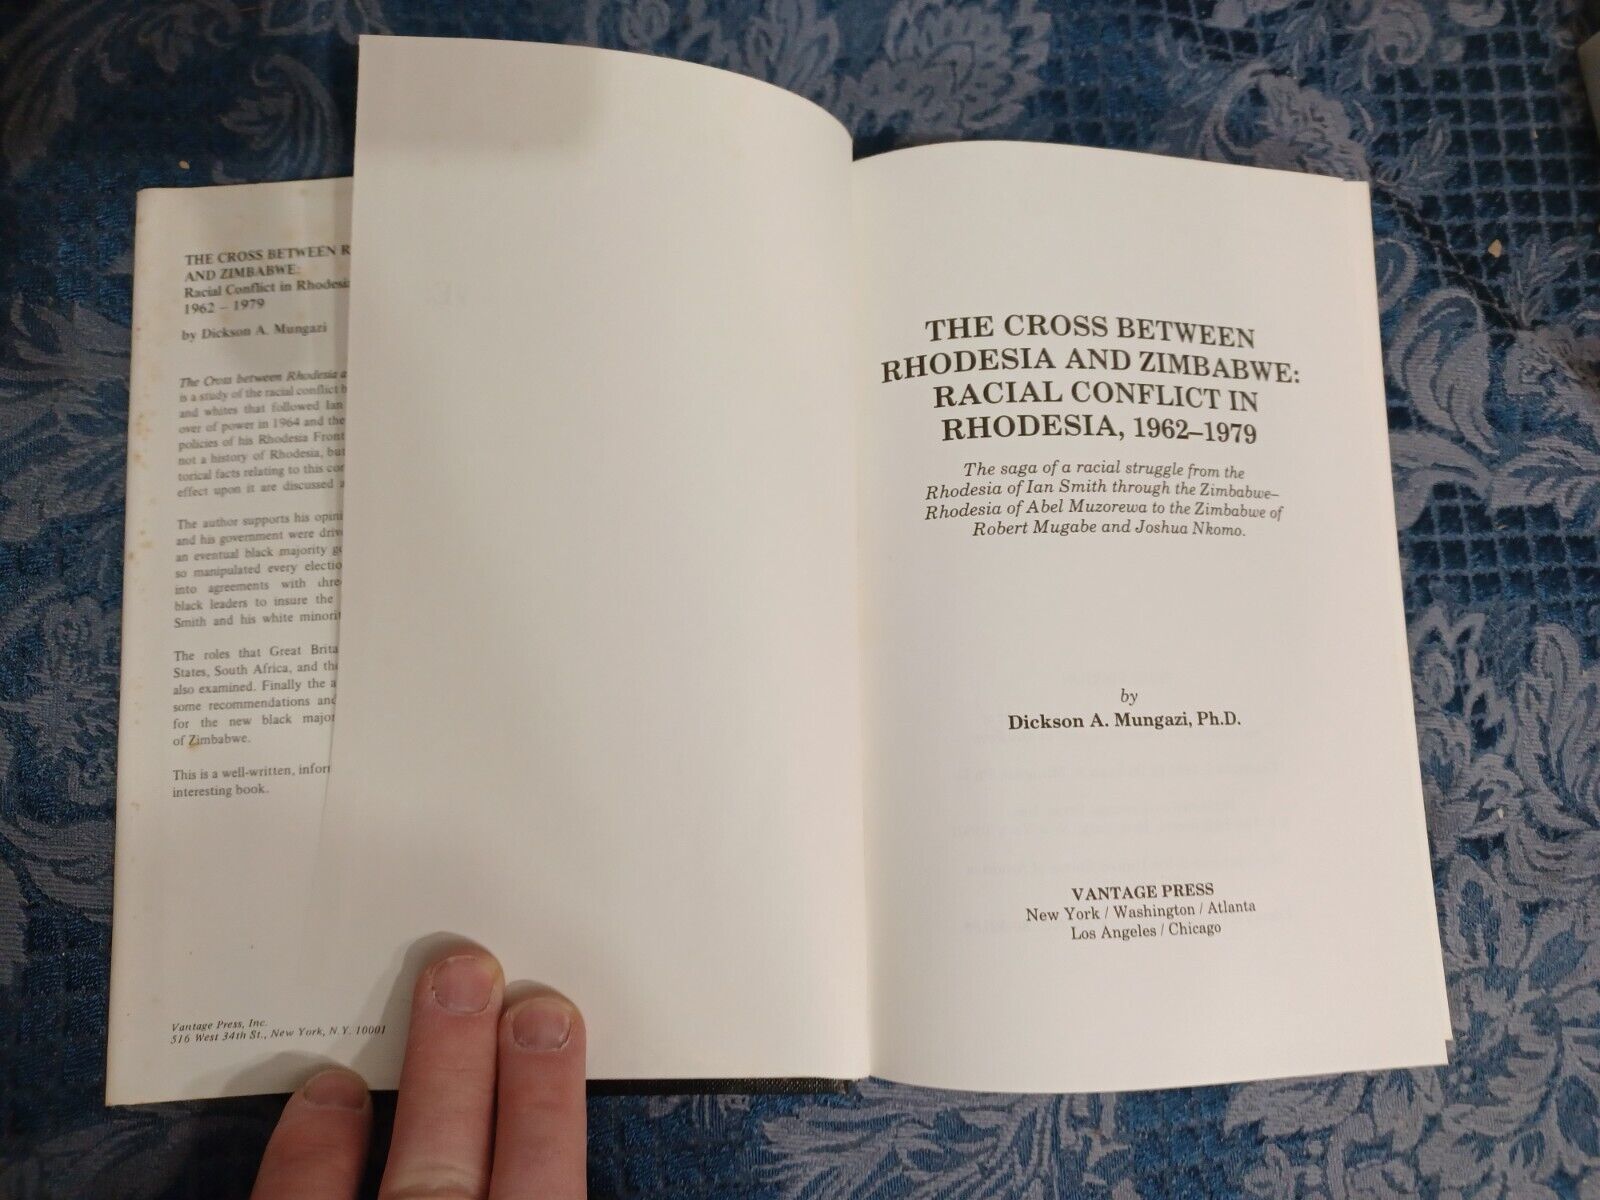 THE CROSS BETWEEN R
AND ZIMBABWE:
Racial Conflict in Rhodesia
1962 – 1979
by Dickson A. Mungazi
The Cross between Rhodesia a
is a study of the racial conflict b
and whites that followed Ian
over of power in 1964 and the
policies of his Rhodesia Front
not a history of Rhodesia, but
torical facts relating to this con
effect upon it are discussed a
The author supports his opini
and his government were drive
an eventual black majority go
so manipulated every electio
into agreements with three
black leaders to insure the
Smith and his white minorit
The roles that Great Brita
States, South Africa, and the
also examined. Finally the a
some recommendations and
for the new black major
of Zimbabwe.
This is a well-written, infor
interesting book.
Vantage Press, Inc.
516 West 34th St., New York, N.Y. 10001
THE CROSS BETWEEN
RHODESIA AND ZIMBABWE:
RACIAL CONFLICT IN
RHODESIA, 1962–1979
The saga of a racial struggle from the
Rhodesia of Ian Smith through the Zimbabwe–
Rhodesia of Abel Muzorewa to the Zimbabwe of
Robert Mugabe and Joshua Nkomo.
by
Dickson A. Mungazi, Ph.D.
VANTAGE PRESS
New York / Washington / Atlanta
Los Angeles / Chicago